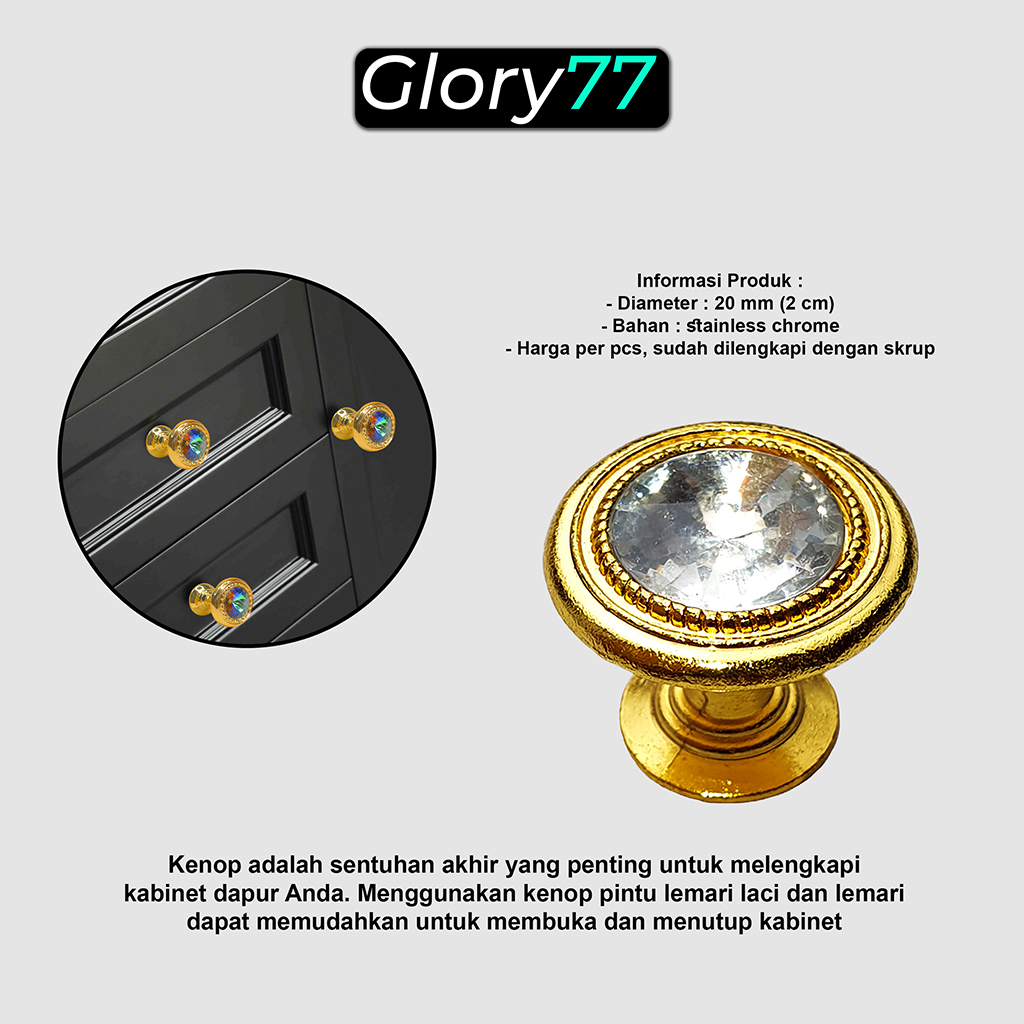 Glory77
Informasi Produk :
- Diameter : 20 mm (2 cm)
- Bahan : stainless chrome
- Harga per pcs, sudah dilengkapi dengan skrup
Kenop adalah sentuhan akhir yang penting untuk melengkapi
kabinet dapur Anda. Menggunakan kenop pintu lemari laci dan lemari
dapat memudahkan untuk membuka dan menutup kabinet